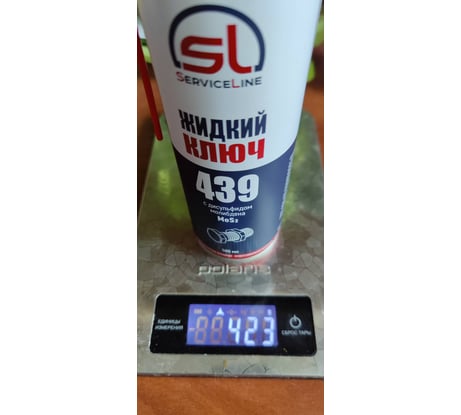 SL
SERVICELINE
ЖИДКИЙ
КЛЮЧ
439
с дисульфидом
молибдена
MoS2
polaris
ЕДИНИЦЫ
ИЗМЕРЕНИЯ
423
СБРОС ТАРЫ